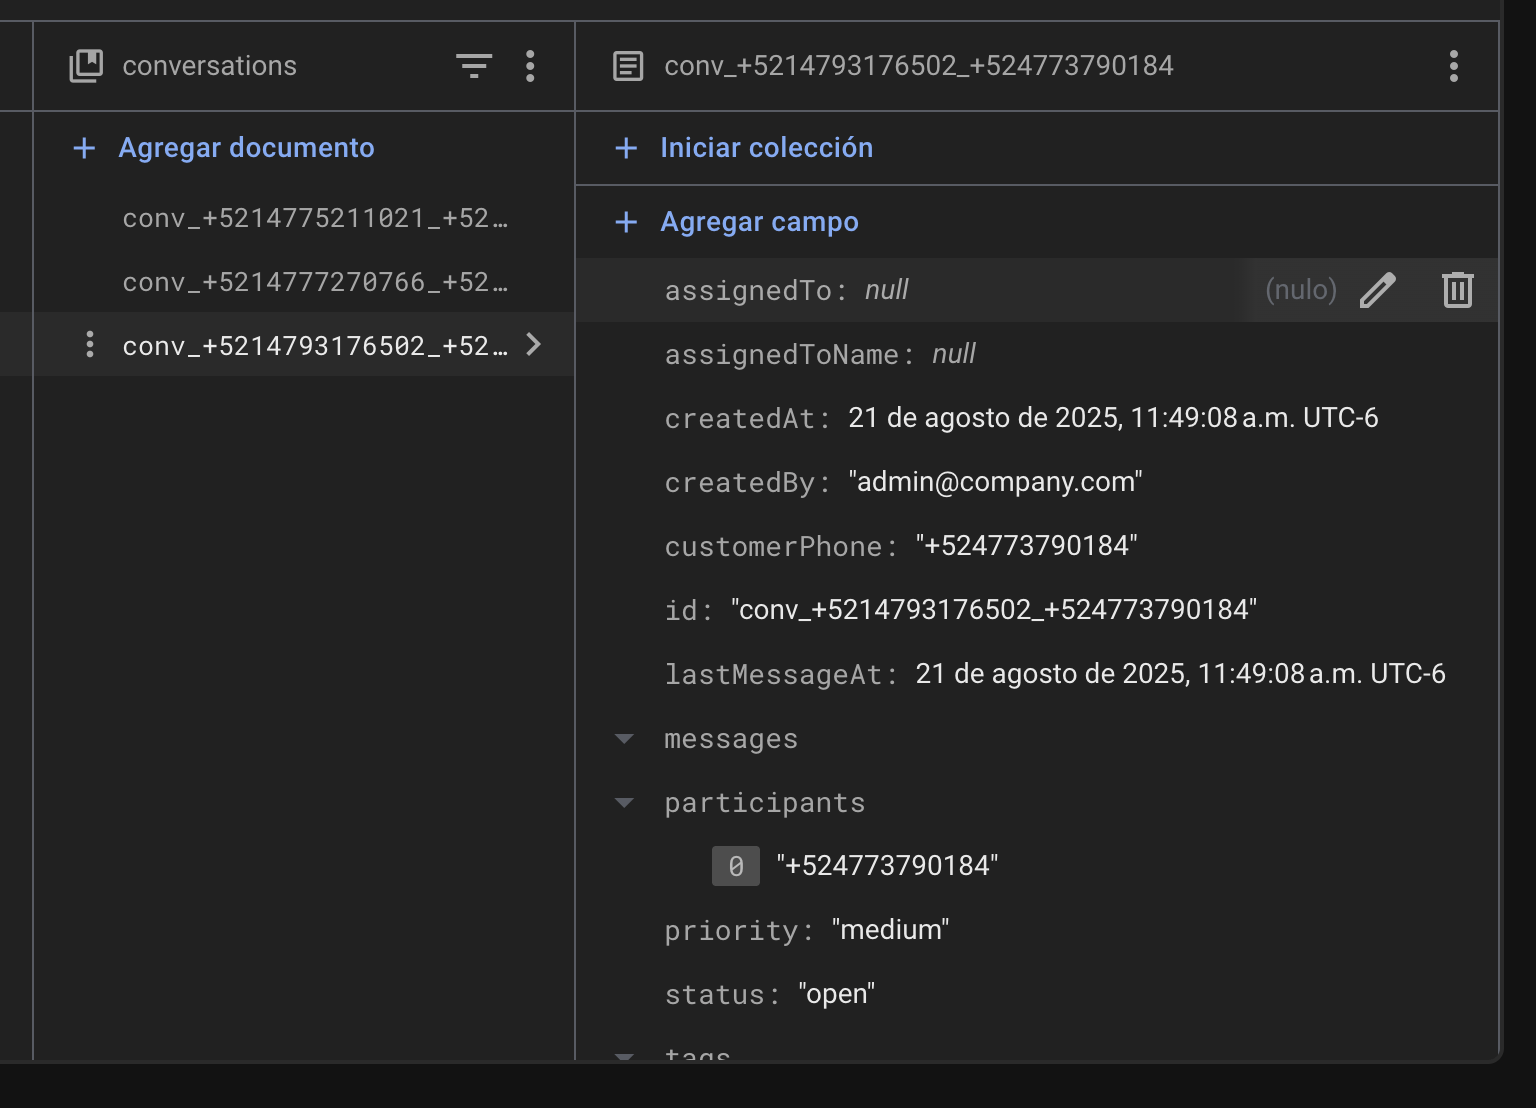 conversations
Agregar documento
conv_+5214775211021_+52…
conv_+5214777270766_+52…
conv_+5214793176502_+52…
conv_+5214793176502_+524773790184
Iniciar colección
Agregar campo
assignedTo: null (nulo)
assignedToName: null
createdAt: 21 de agosto de 2025, 11:49:08 a.m. UTC-6
createdBy: "admin@company.com"
customerPhone: "+524773790184"
id: "conv_+5214793176502_+524773790184"
lastMessageAt: 21 de agosto de 2025, 11:49:08 a.m. UTC-6
messages
participants
0 "+524773790184"
priority: "medium"
status: "open"
tags